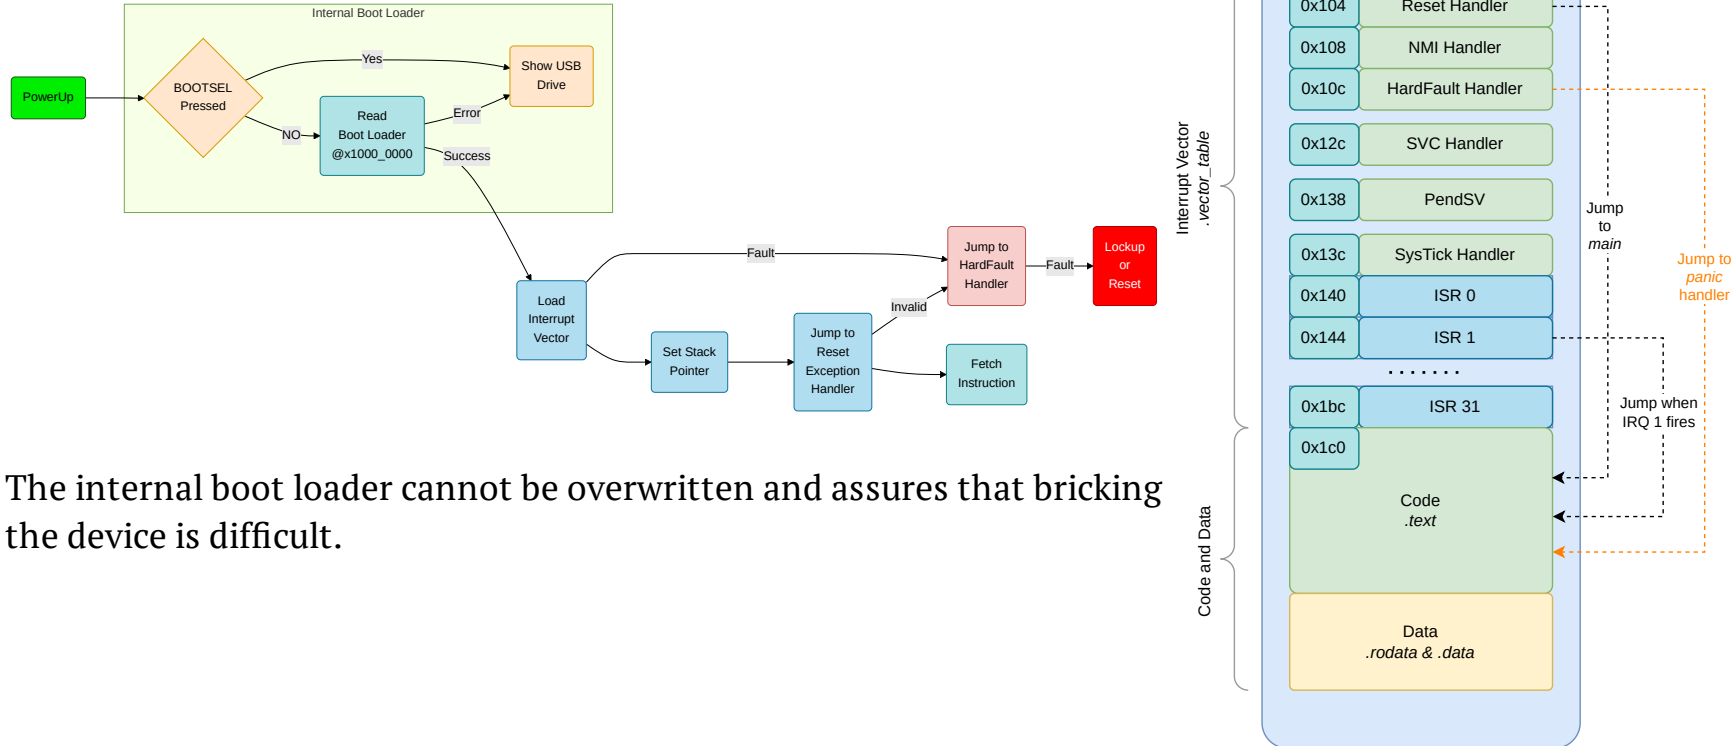 Internal Boot Loader
PowerUp
BOOTSEL
Pressed
Yes
NO
Read
Boot Loader
@x1000_0000
Error
Success
Show USB
Drive
Load
Interrupt
Vector
Fault
Set Stack
Pointer
Jump to
Reset
Exception
Handler
Invalid
Jump to
HardFault
Handler
Fault
Lockup
or
Reset
Fetch
Instruction
The internal boot loader cannot be overwritten and assures that bricking
the device is difficult.
Interrupt Vector
.vector_table
Code and Data
0x104 Reset Handler
0x108 NMI Handler
0x10c HardFault Handler
0x12c SVC Handler
0x138 PendSV
0x13c SysTick Handler
0x140 ISR 0
0x144 ISR 1
. . . . . . .
0x1bc ISR 31
0x1c0
Code
.text
Data
.rodata & .data
Jump
to
main
Jump to
panic
handler
Jump when
IRQ 1 fires